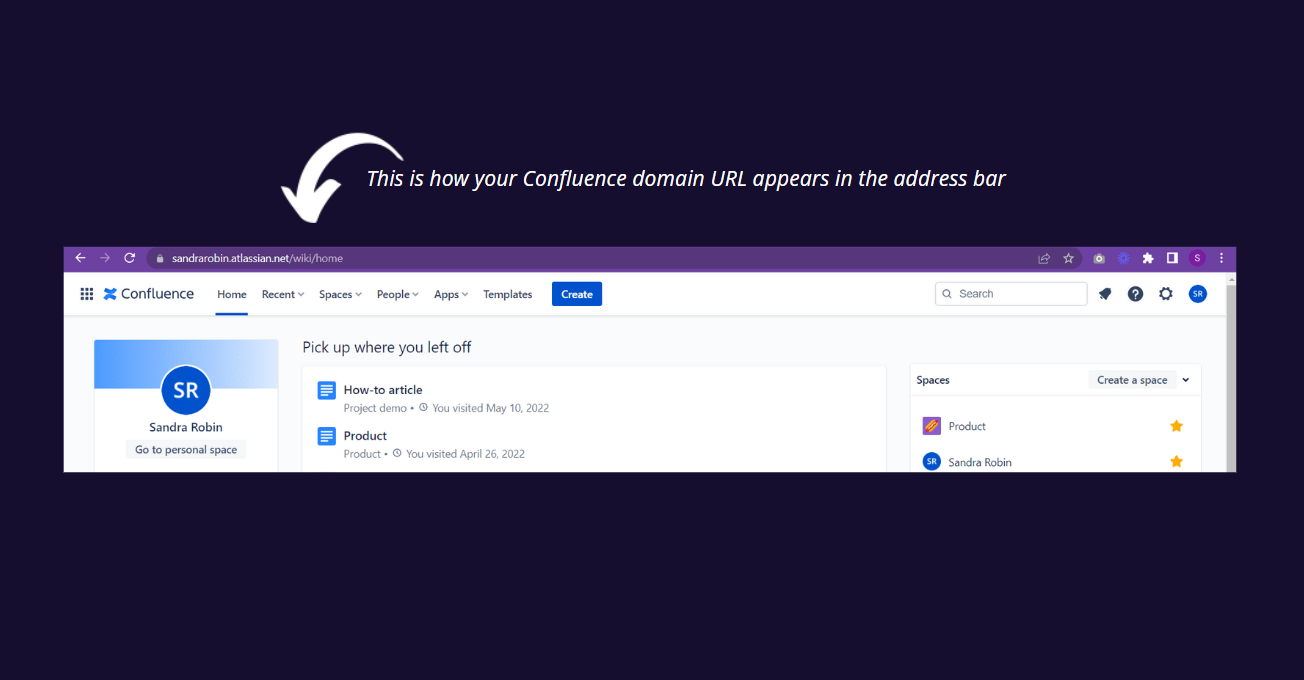 This is how your Confluence domain URL appears in the address bar
sandrarobin.atlassian.net/wiki/home
S
Confluence
Home
Recent
Spaces
People
Apps
Templates
Create
Search
?
SR
SR
Sandra Robin
Go to personal space
Pick up where you left off
How-to article
Project demo • You visited May 10, 2022
Product
Product • You visited April 26, 2022
Spaces
Create a space
Product
SR Sandra Robin